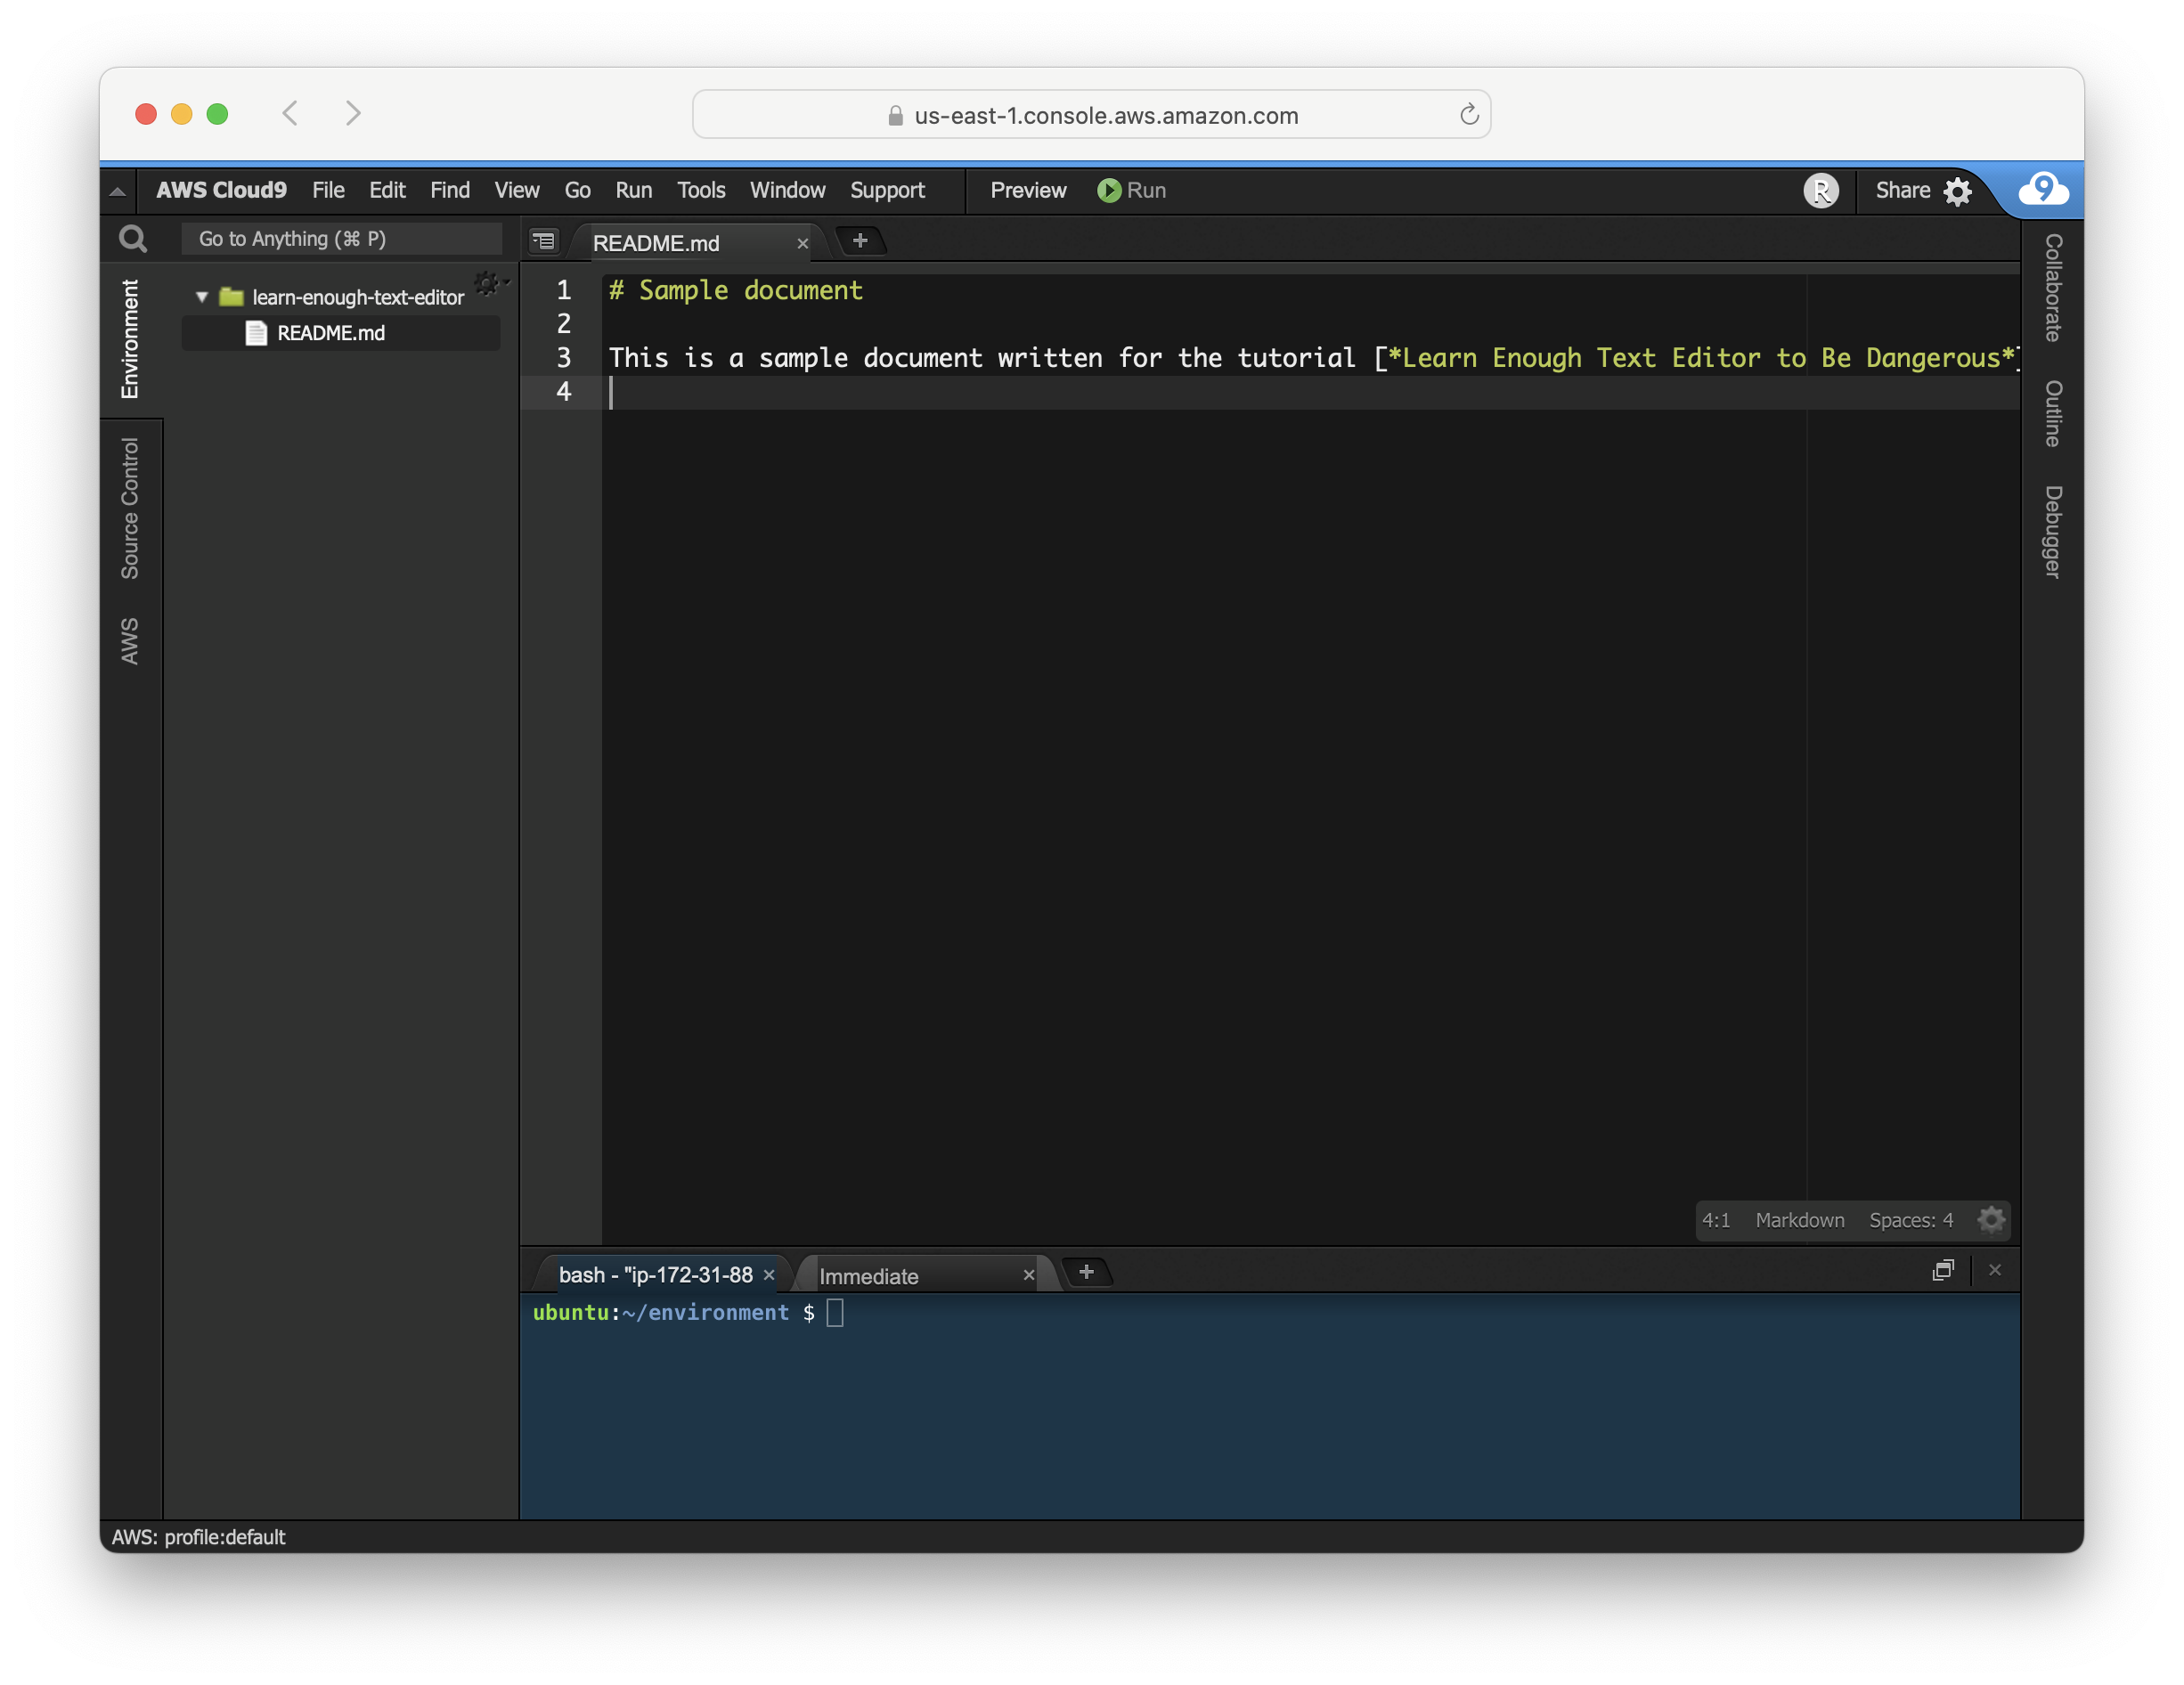 us-east-1.console.aws.amazon.com
AWS Cloud9 File Edit Find View Go Run Tools Window Support Preview Run R Share 9
Go to Anything (⌘ P)
README.md
Environment
Source Control
AWS
learn-enough-text-editor
README.md
1 # Sample document
2
3 This is a sample document written for the tutorial [*Learn Enough Text Editor to Be Dangerous*]
4
Collaborate
Outline
Debugger
4:1 Markdown Spaces: 4
bash - "ip-172-31-88
Immediate
ubuntu:~/environment $
AWS: profile:default